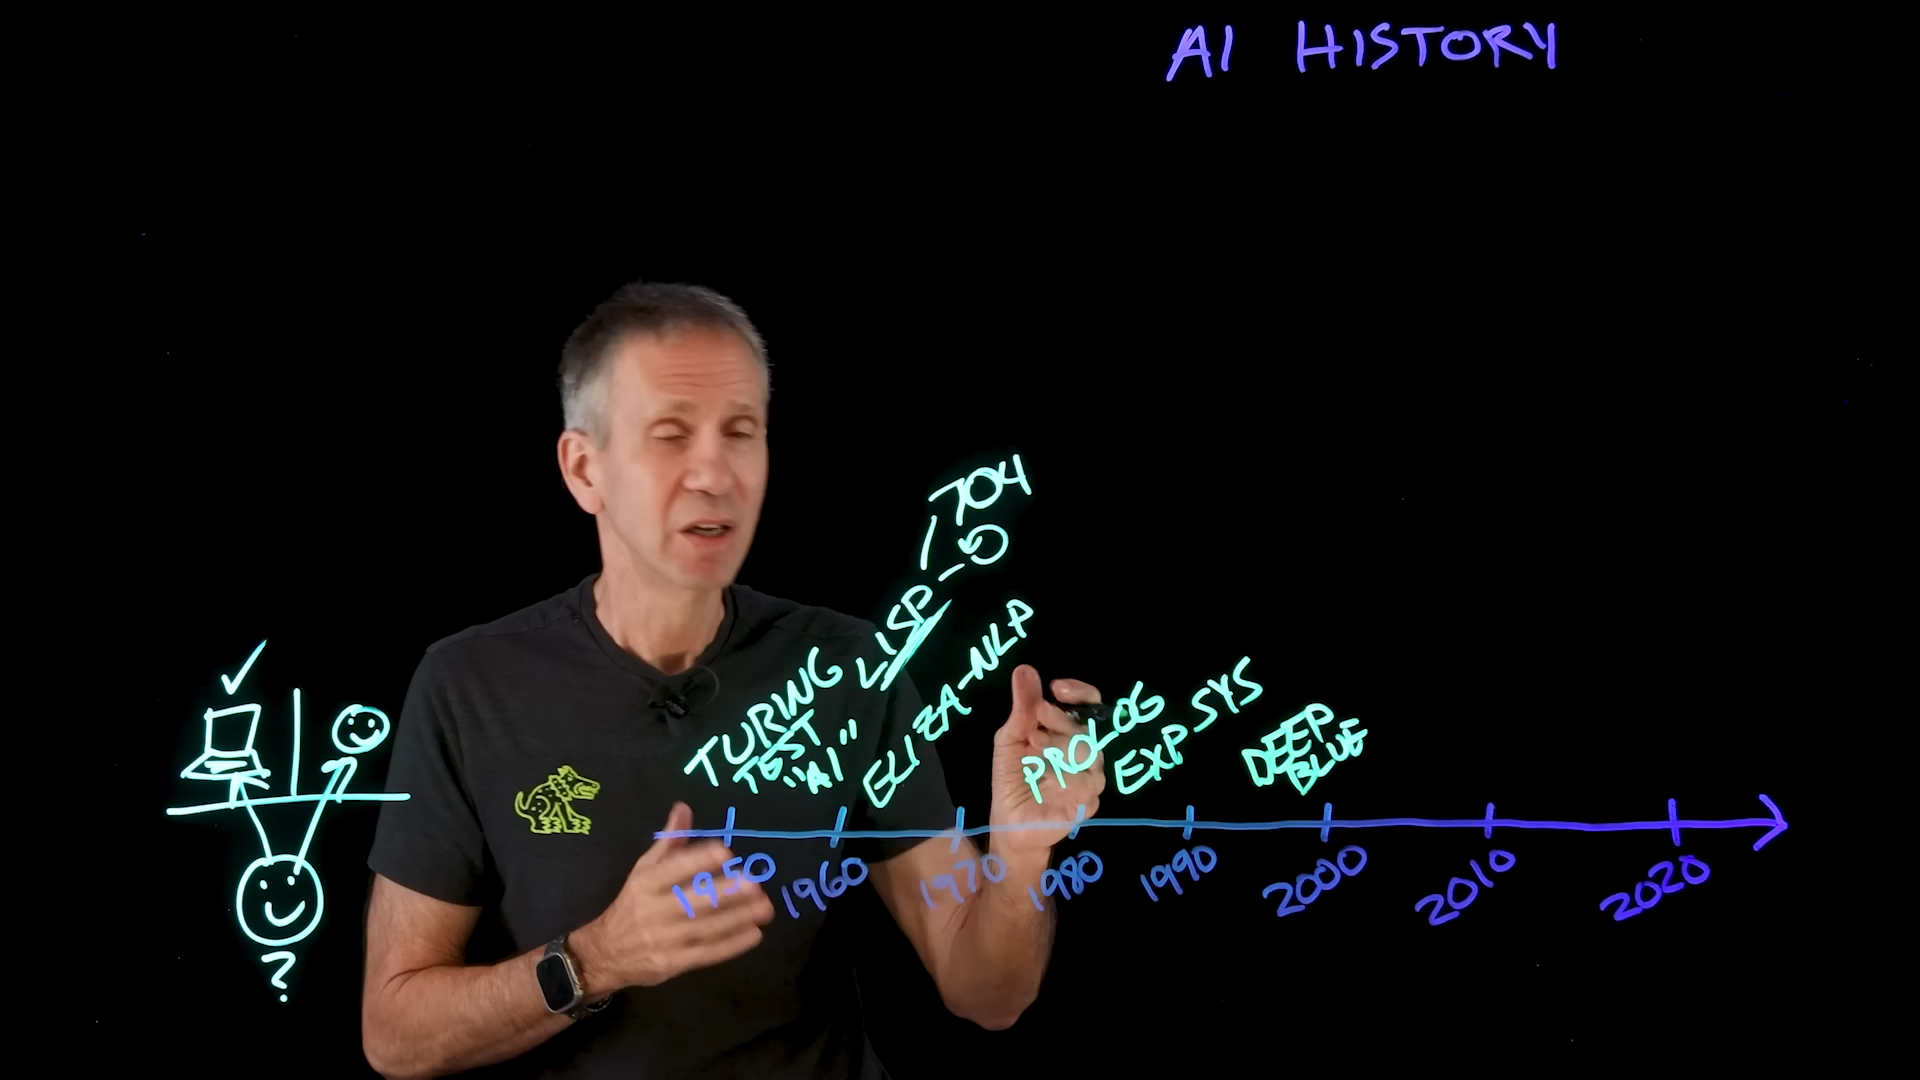 AI HISTORY
704
LISP
TURING
TEST
"AI"
ELIZA-NLP
PROLOG
EXP SYS
DEEP
BLUE
1950
1960
1970
1980
1990
2000
2010
2020
?